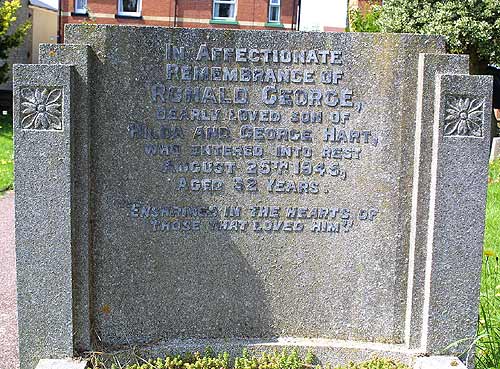 In Affectionate
Remembrance of
Ronald George,
dearly loved son of
Hilda and George Hart,
who entered into rest
August 25th 1945,
aged 32 Years.
"Enshrined in the hearts of
those that loved him."